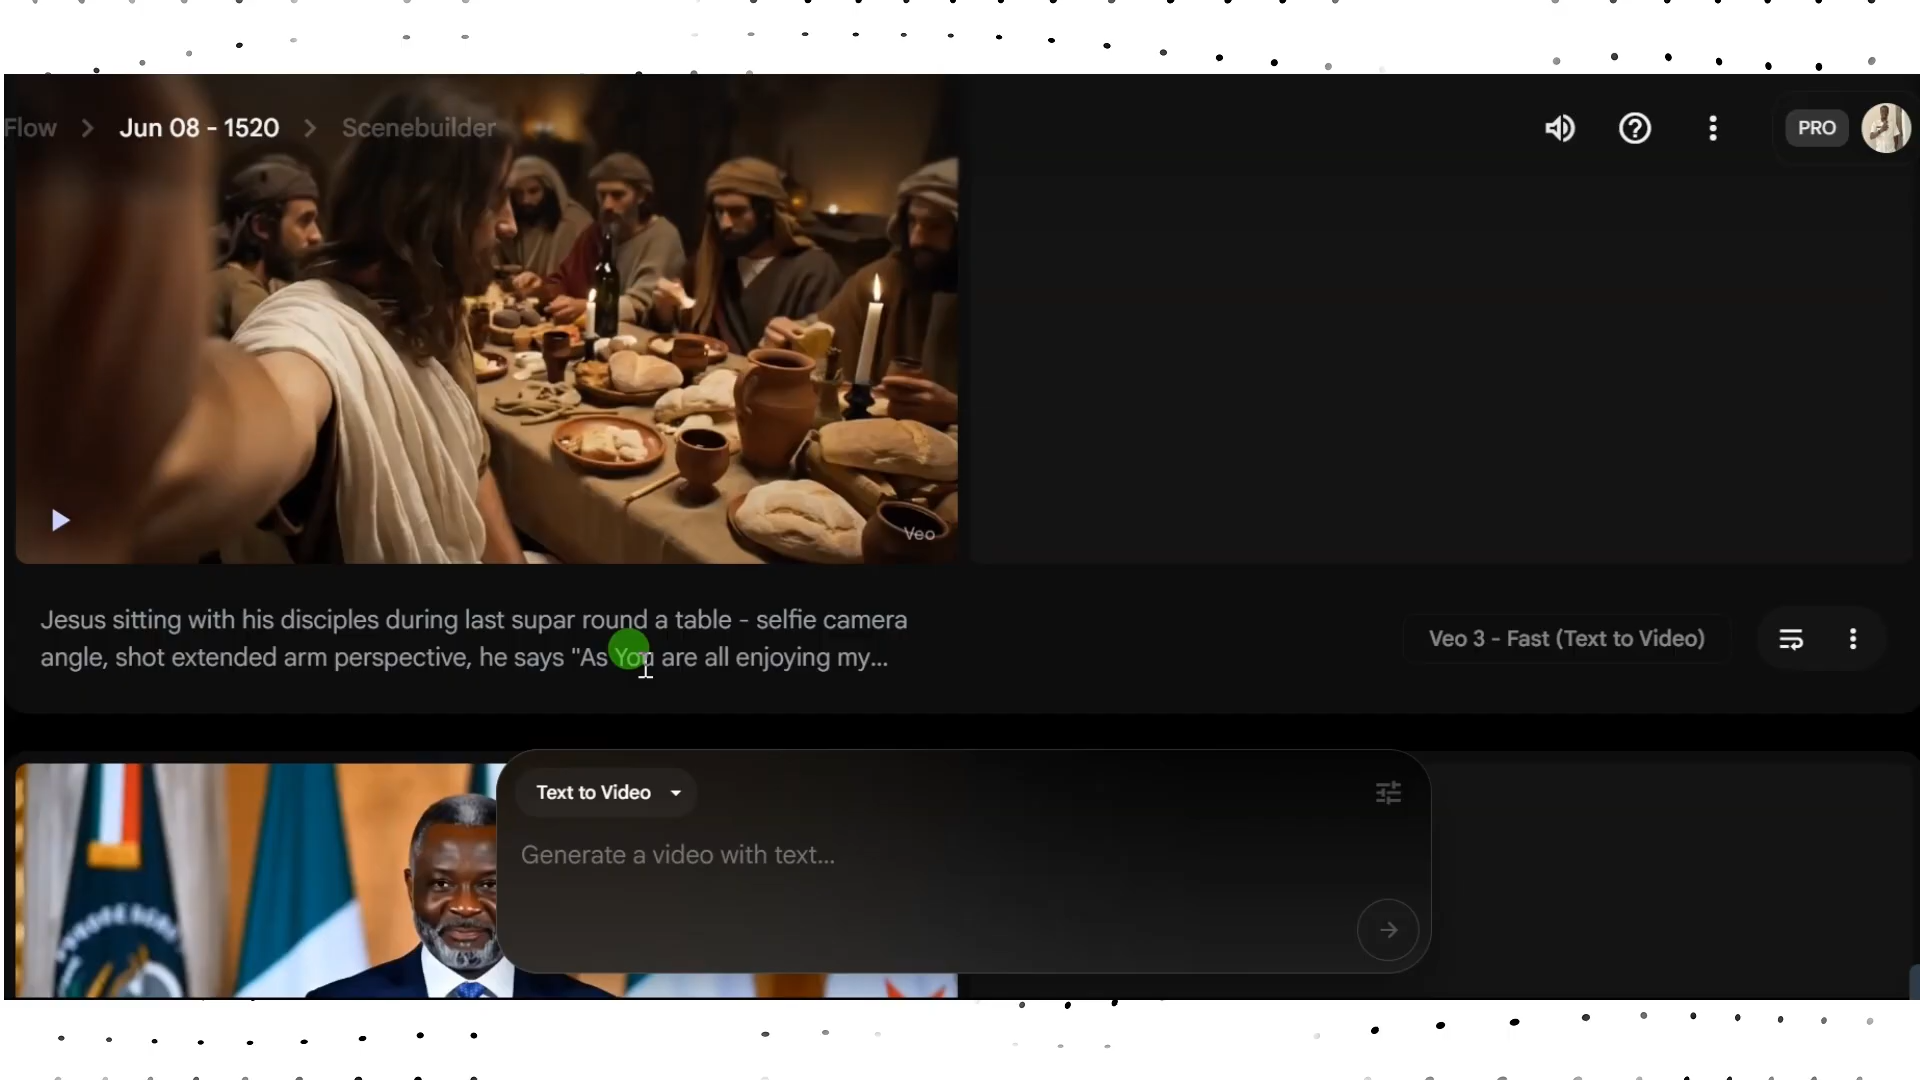 Flow > Jun 08 - 1520 > Scenebuilder
PRO
Veo
Jesus sitting with his disciples during last supar round a table - selfie camera
angle, shot extended arm perspective, he says "As You are all enjoying my...
Veo 3 - Fast (Text to Video)
Text to Video
Generate a video with text...